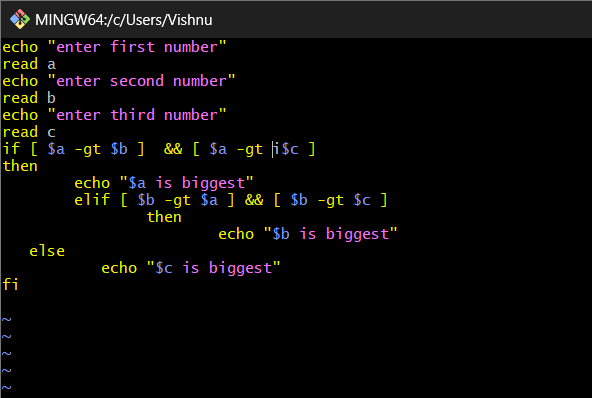 MINGW64:/c/Users/Vishnu
echo "enter first number"
read a
echo "enter second number"
read b
echo "enter third number"
read c
if [ $a -gt $b ]  && [ $a -gt i$c ]
then
        echo "$a is biggest"
        elif [ $b -gt $a ] && [ $b -gt $c ]
                then
                        echo "$b is biggest"
   else
           echo "$c is biggest"
fi
~
~
~
~
~